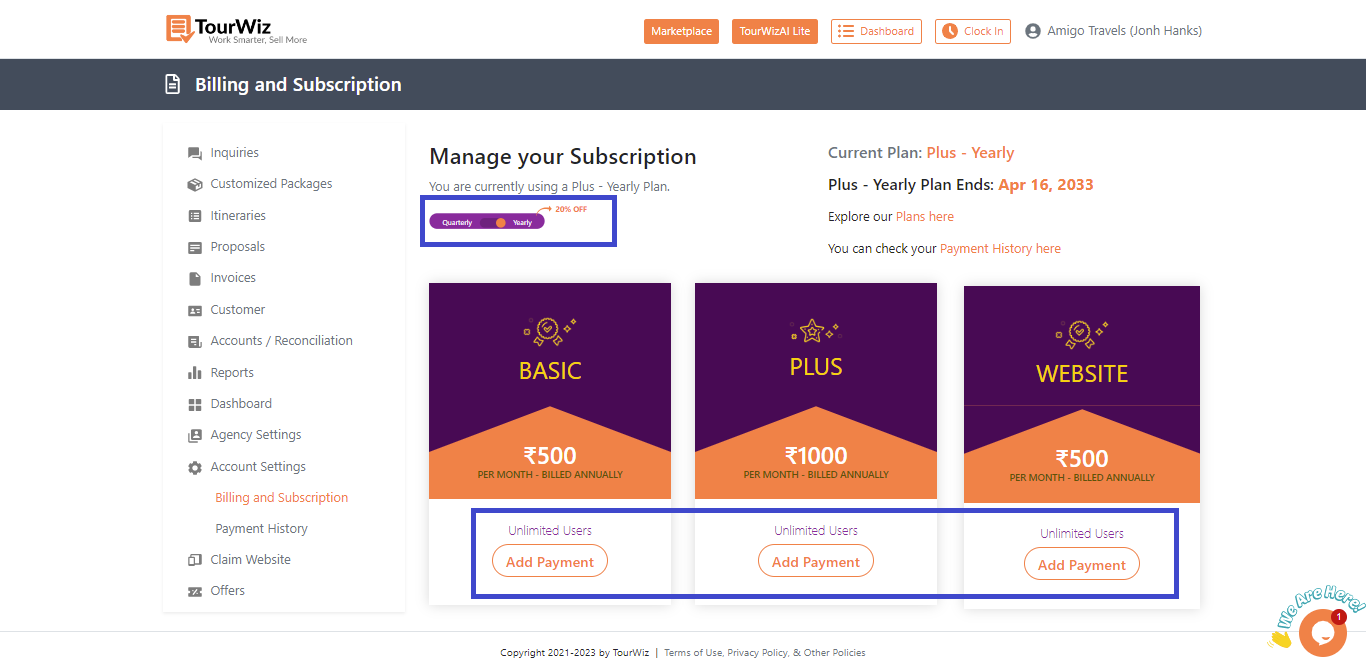 TourWiz
Work Smarter, Sell More
Marketplace
TourWizAI Lite
Dashboard
Clock In
Amigo Travels (Jonh Hanks)
Billing and Subscription
Inquiries
Customized Packages
Itineraries
Proposals
Invoices
Customer
Accounts / Reconciliation
Reports
Dashboard
Agency Settings
Account Settings
Billing and Subscription
Payment History
Claim Website
Offers
Manage your Subscription
You are currently using a Plus - Yearly Plan.
20% OFF
Quarterly Yearly
Current Plan: Plus - Yearly
Plus - Yearly Plan Ends: Apr 16, 2033
Explore our Plans here
You can check your Payment History here
BASIC
₹500
PER MONTH - BILLED ANNUALLY
Unlimited Users
Add Payment
PLUS
₹1000
PER MONTH - BILLED ANNUALLY
Unlimited Users
Add Payment
WEBSITE
₹500
PER MONTH - BILLED ANNUALLY
Unlimited Users
Add Payment
We Are Here!
1
Copyright 2021-2023 by TourWiz | Terms of Use, Privacy Policy, & Other Policies